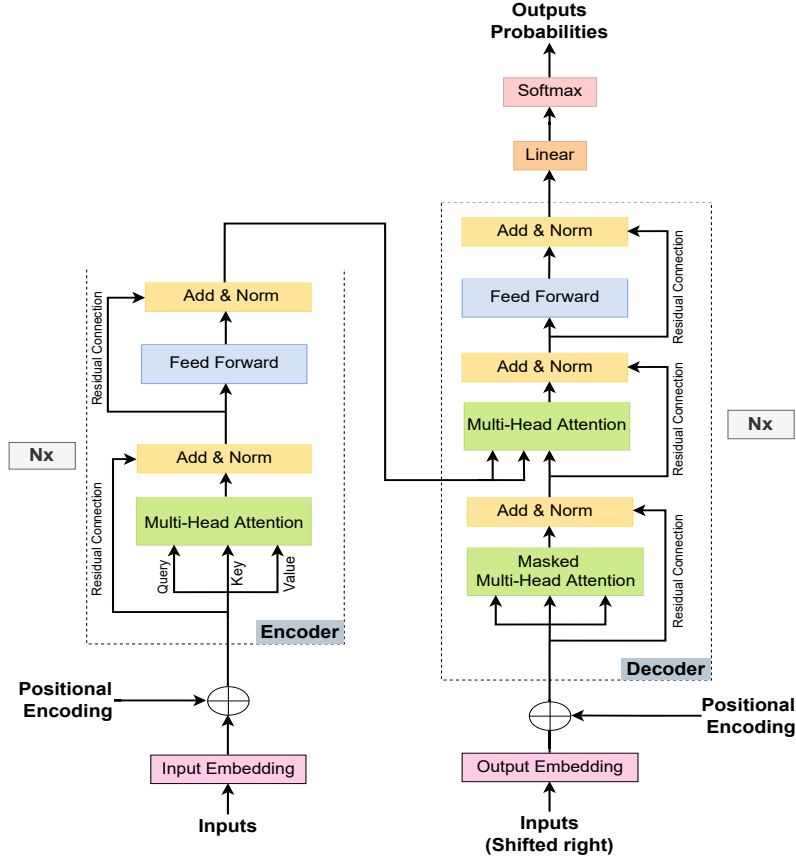 Outputs
Probabilities
Softmax
Linear
Add & Norm
Residual Connection
Feed Forward
Add & Norm
Residual Connection
Multi-Head Attention
Nx
Add & Norm
Residual Connection
Masked
Multi-Head Attention
Decoder
Positional
Encoding
Output Embedding
Inputs
(Shifted right)
Add & Norm
Residual Connection
Feed Forward
Nx
Add & Norm
Residual Connection
Multi-Head Attention
Query
Key
Value
Encoder
Positional
Encoding
Input Embedding
Inputs